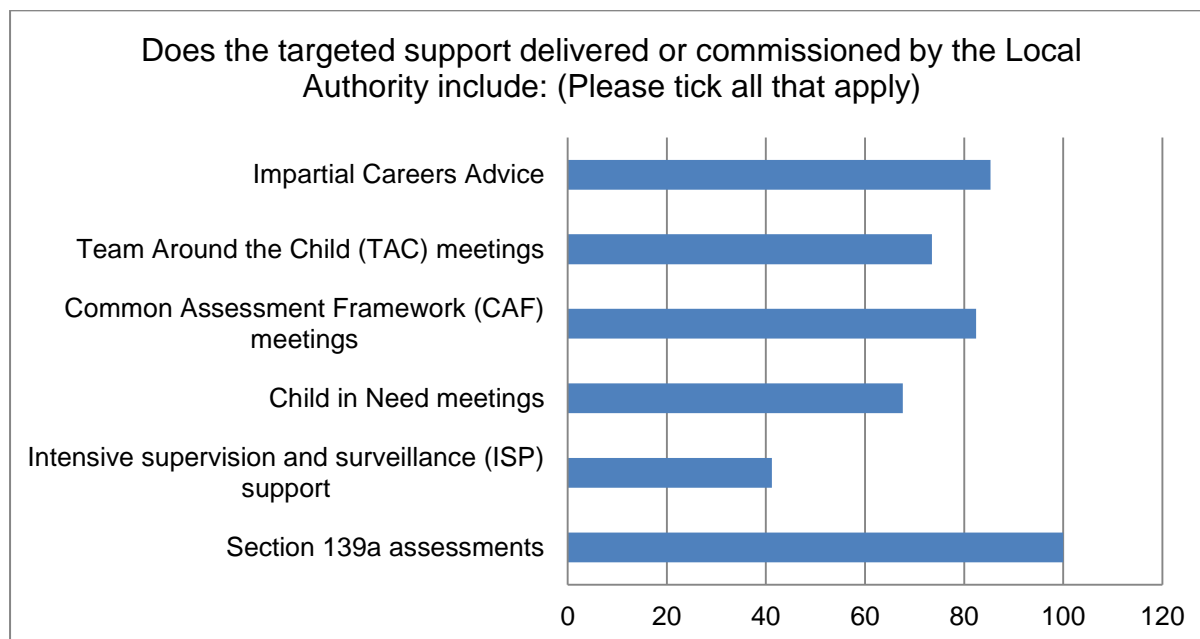 Does the targeted support delivered or commissioned by the Local
Authority include: (Please tick all that apply)
Impartial Careers Advice
Team Around the Child (TAC) meetings
Common Assessment Framework (CAF)
meetings
Child in Need meetings
Intensive supervision and surveillance (ISP)
support
Section 139a assessments
0 20 40 60 80 100 120